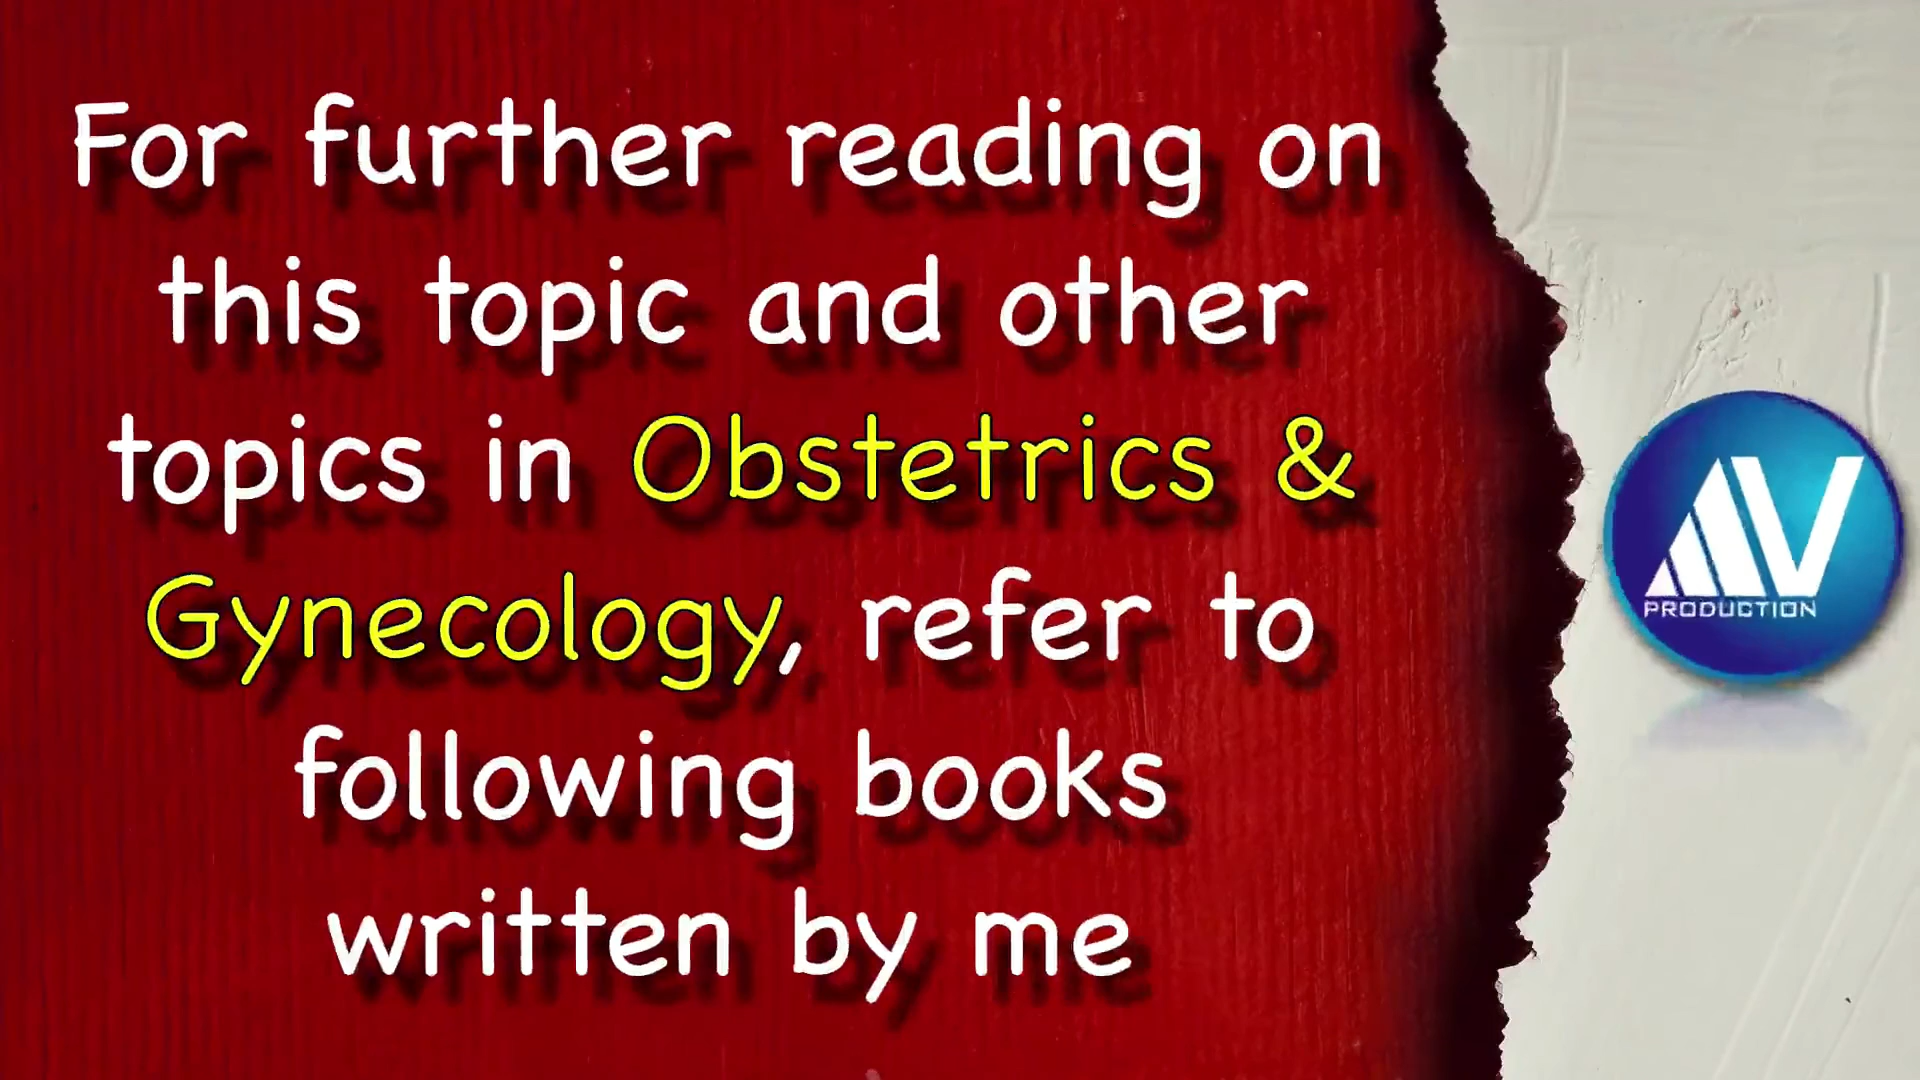 For further reading on
this topic and other
topics in Obstetrics &
Gynecology, refer to
following books
written by me
AV
PRODUCTION